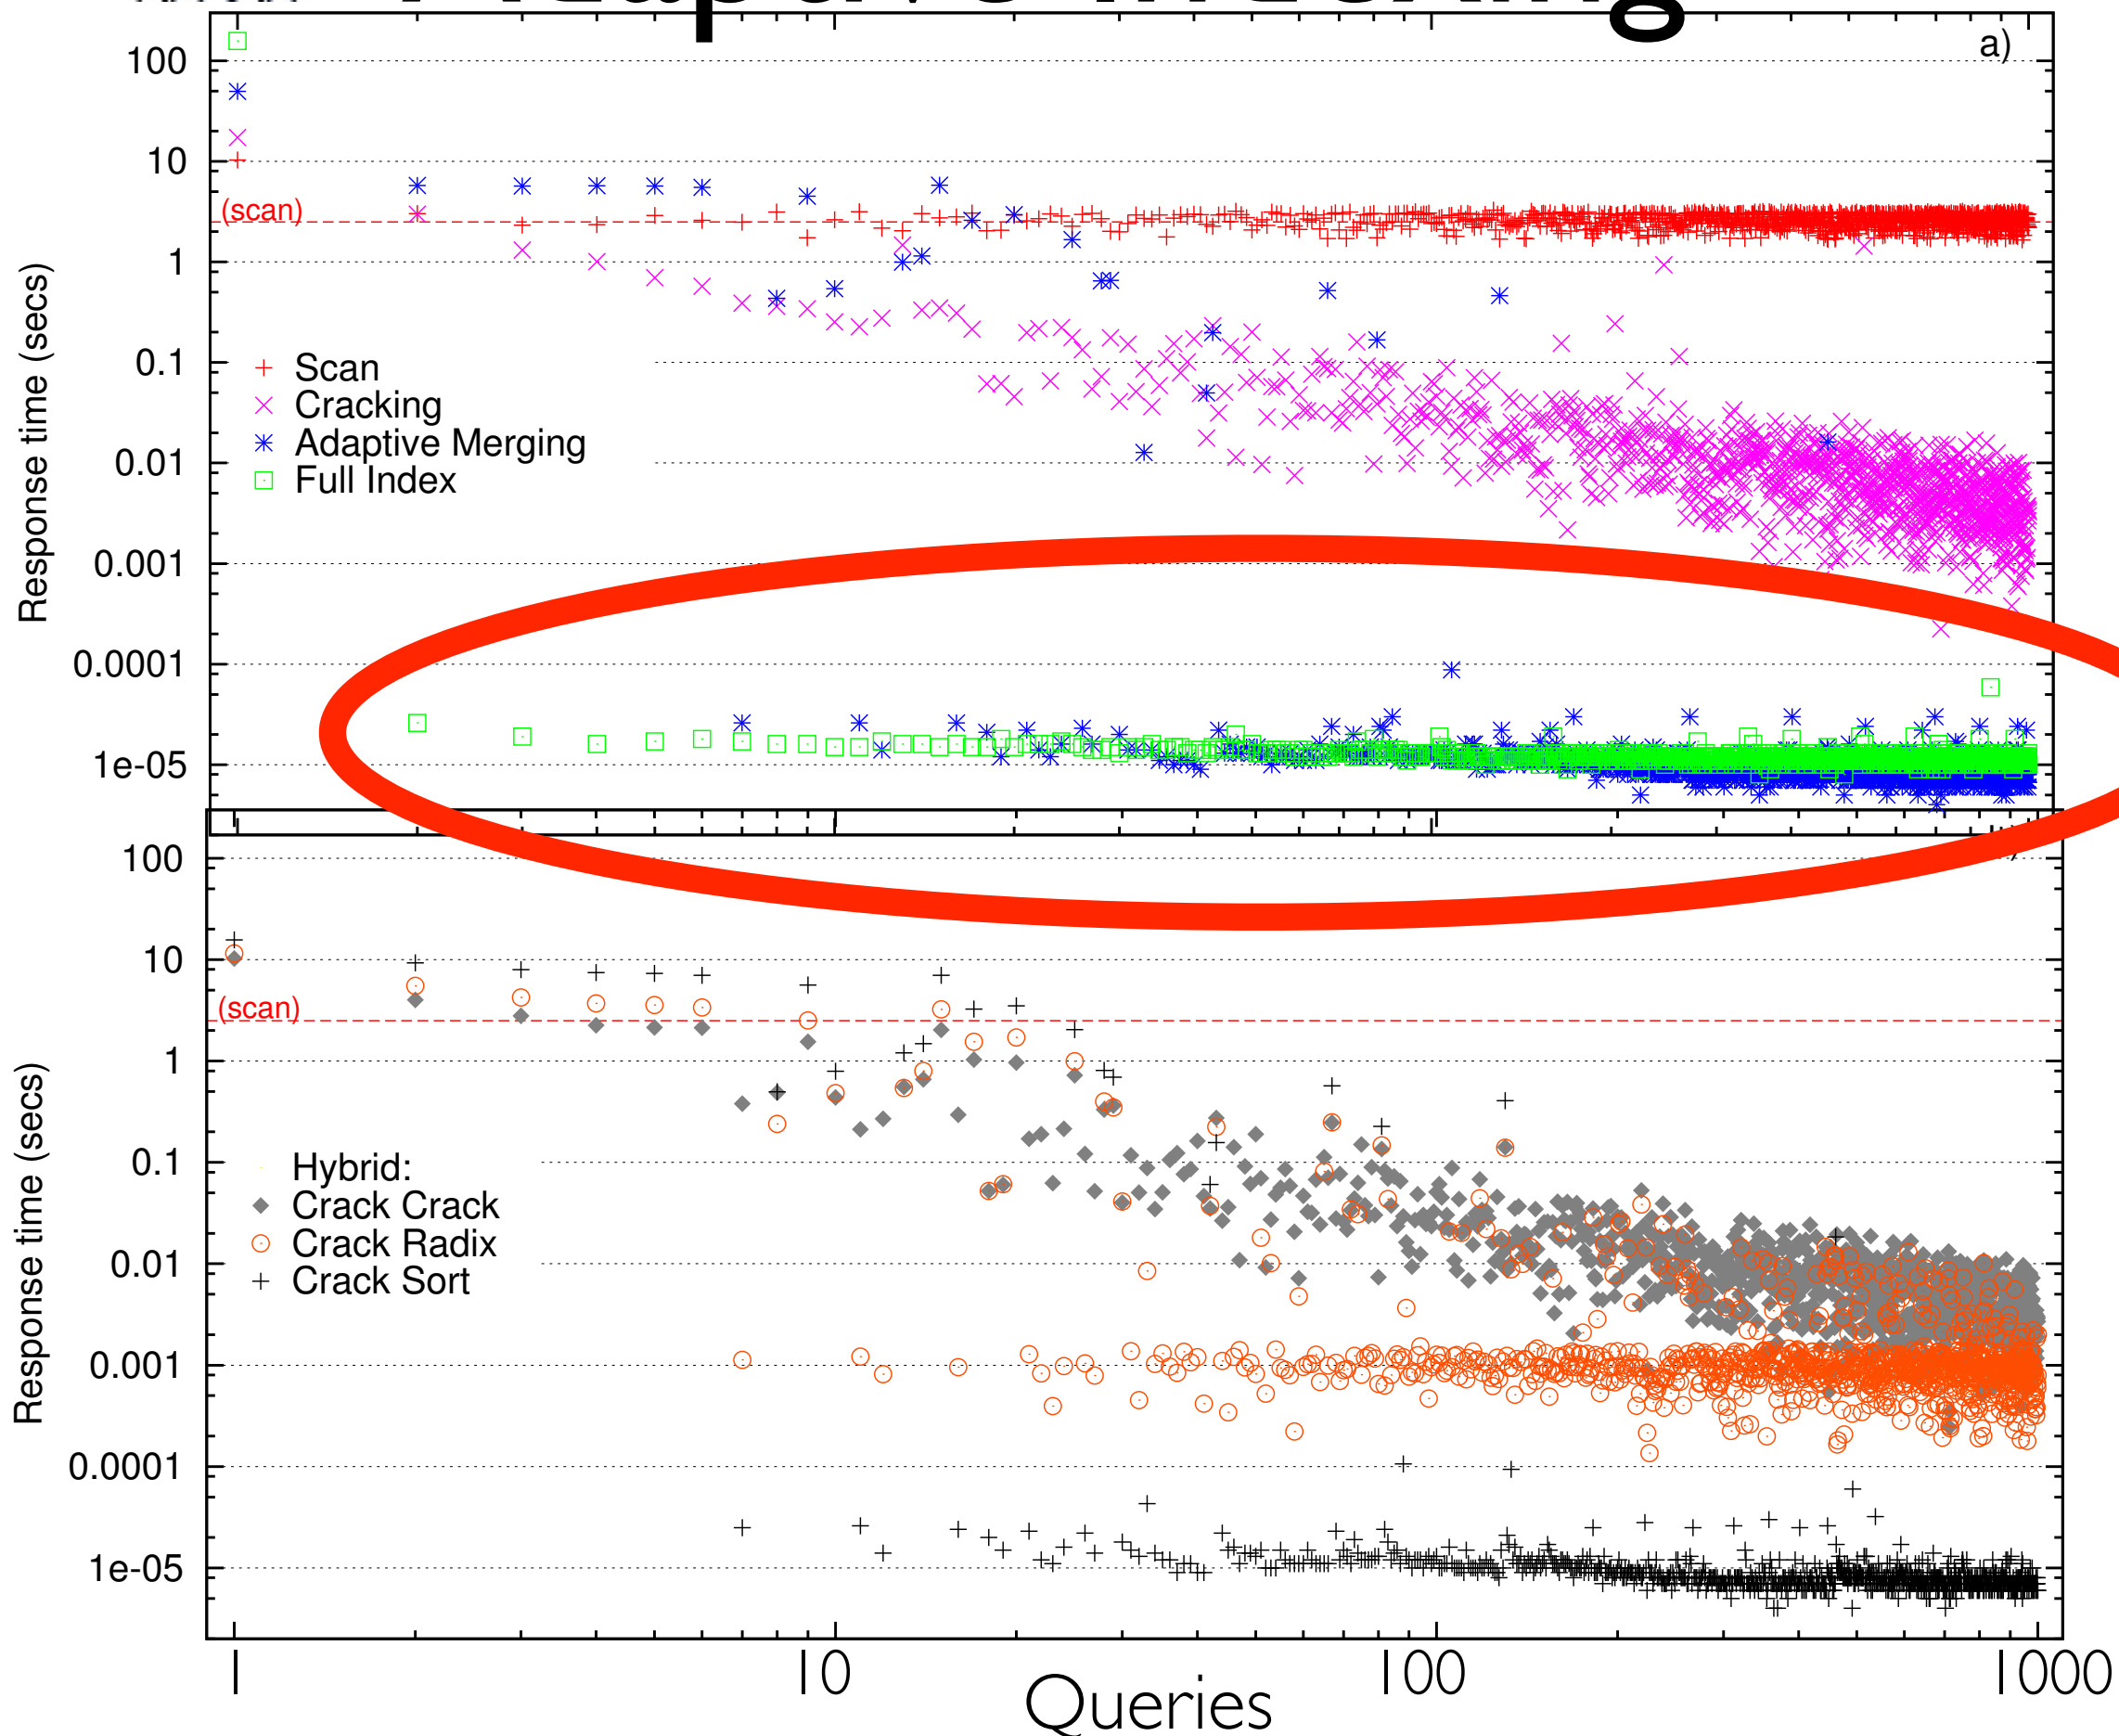 a)
100
10
(scan)
1
0.1
0.01
0.001
0.0001
1e-05
Response time (secs)
Scan
Cracking
Adaptive Merging
Full Index
100
10
(scan)
1
0.1
0.01
0.001
0.0001
1e-05
Response time (secs)
Hybrid:
Crack Crack
Crack Radix
Crack Sort
1 10 100 1000
Queries